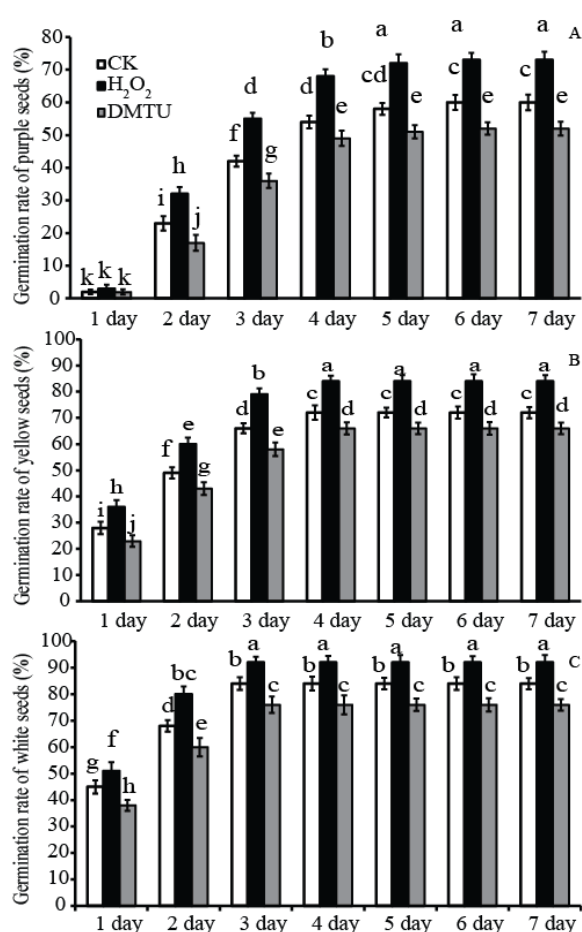 A
Germination rate of purple seeds (%)
80
70
60
50
40
30
20
10
0
CK
H₂O₂
DMTU
k k k
i h j
f d g
d b e
cd a e
c a e
c a e
1 day 2 day 3 day 4 day 5 day 6 day 7 day
B
Germination rate of yellow seeds (%)
100
90
80
70
60
50
40
30
20
10
0
i h j
f e g
d b e
c a d
c a d
c a d
c a d
1 day 2 day 3 day 4 day 5 day 6 day 7 day
C
Germination rate of white seeds (%)
100
90
80
70
60
50
40
30
20
10
0
g f h
d bc e
b a c
b a c
b a c
b a c
b a c
1 day 2 day 3 day 4 day 5 day 6 day 7 day